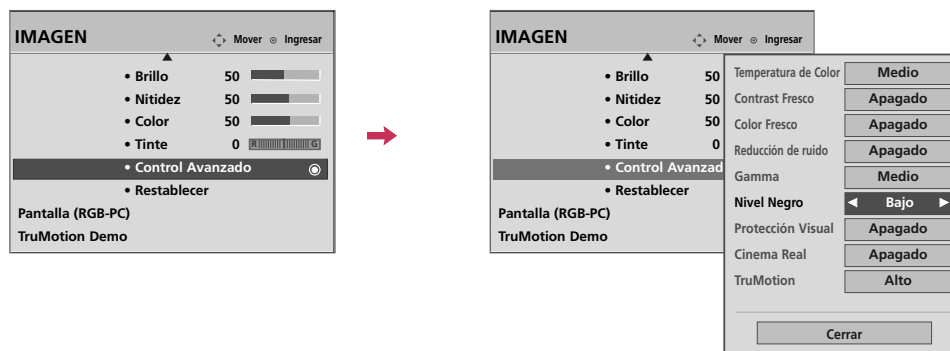 IMAGEN
Mover Ingresar
• Brillo 50
• Nitidez 50
• Color 50
• Tinte 0 R G
• Control Avanzado
• Restablecer
Pantalla (RGB-PC)
TruMotion Demo
IMAGEN
Mover Ingresar
• Brillo 50
• Nitidez 50
• Color 50
• Tinte 0
• Control Avanzad
• Restablecer
Pantalla (RGB-PC)
TruMotion Demo
Temperatura de Color Medio
Contrast Fresco Apagado
Color Fresco Apagado
Reducción de ruido Apagado
Gamma Medio
Nivel Negro ◀ Bajo ▶
Protección Visual Apagado
Cinema Real Apagado
TruMotion Alto
Cerrar